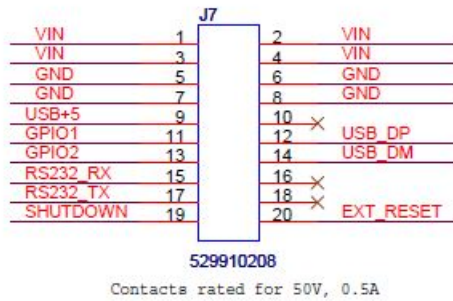 J7
VIN 1 2 VIN
VIN 3 4 VIN
GND 5 6 GND
GND 7 8 GND
USB+5 9 10
GPIO1 11 12 USB_DP
GPIO2 13 14 USB_DM
RS232_RX 15 16
RS232_TX 17 18
SHUTDOWN 19 20 EXT_RESET
529910208
Contacts rated for 50V, 0.5A